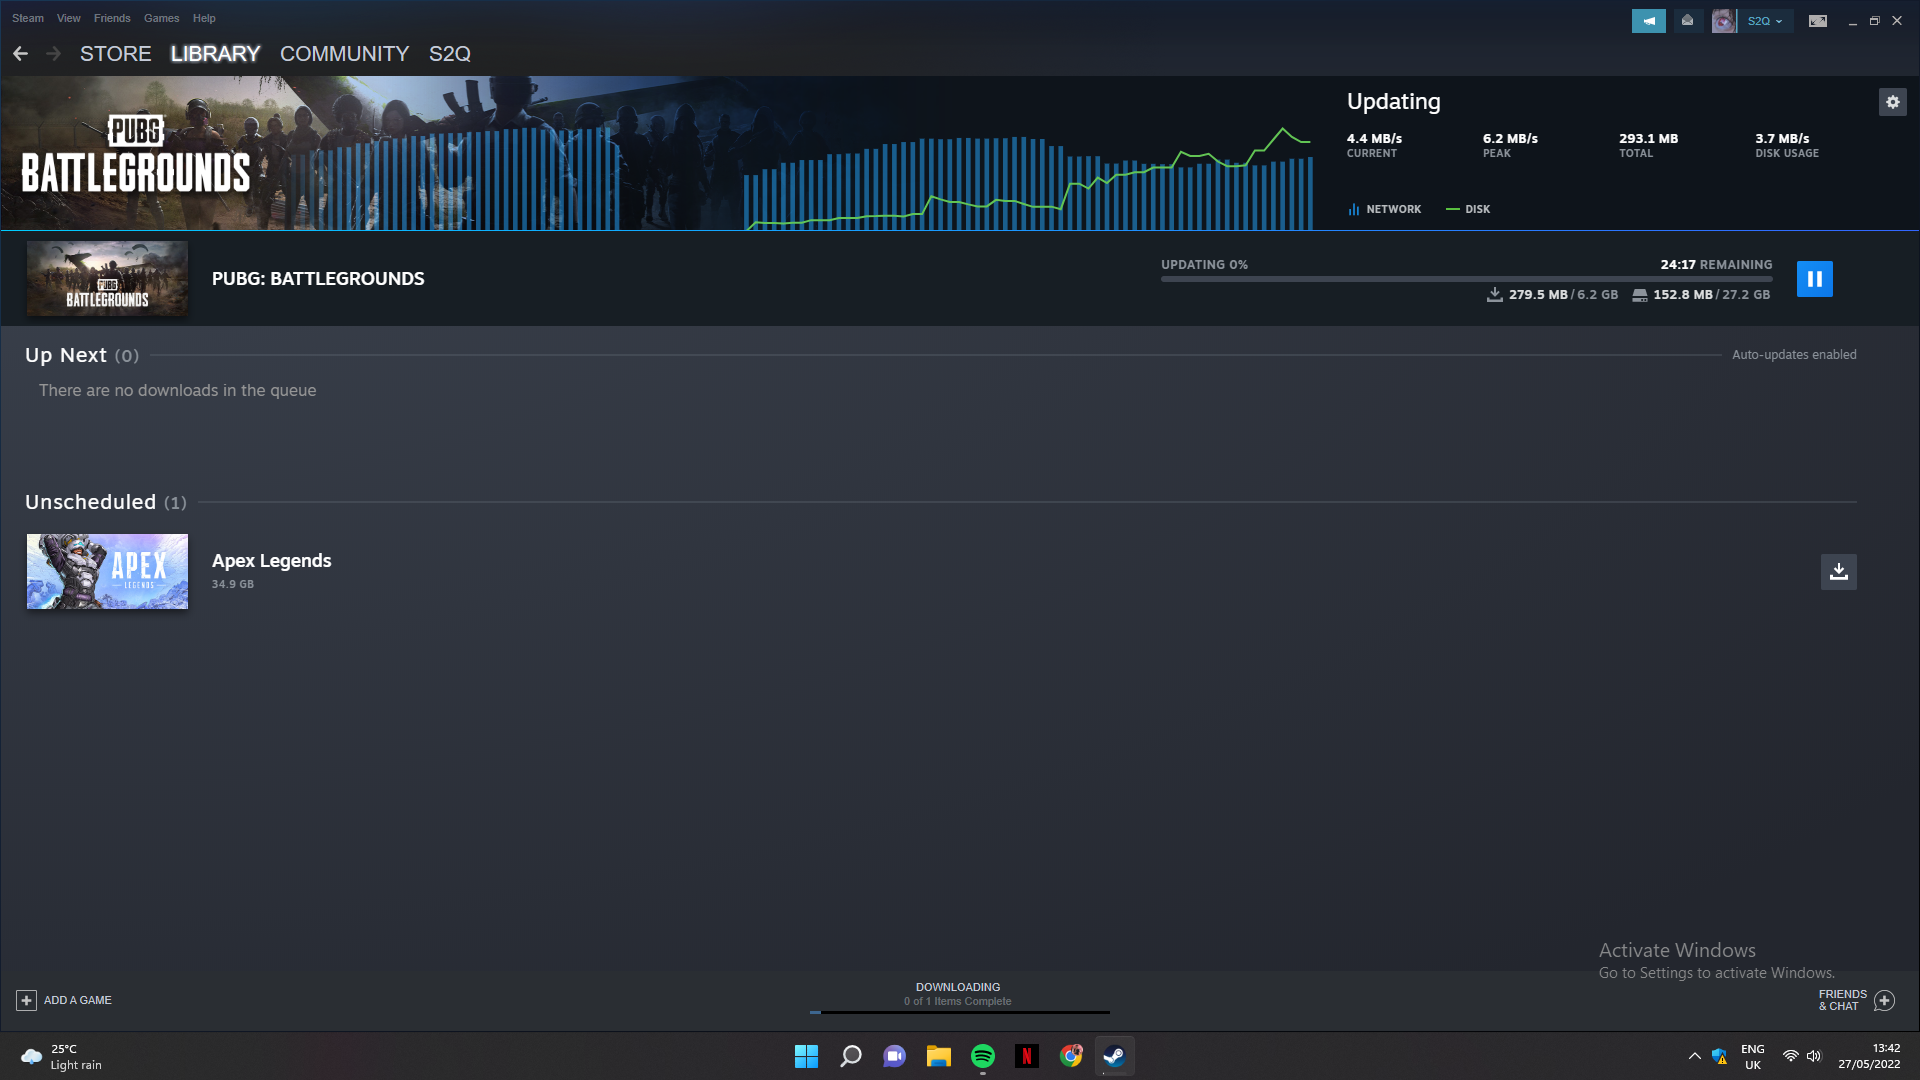 Steam View Friends Games Help
S2Q
STORE LIBRARY COMMUNITY S2Q
PUBG
BATTLEGROUNDS
Updating
4.4 MB/s 6.2 MB/s 293.1 MB 3.7 MB/s
CURRENT PEAK TOTAL DISK USAGE
NETWORK DISK
PUBG
BATTLEGROUNDS
PUBG: BATTLEGROUNDS
UPDATING 0% 24:17 REMAINING
279.5 MB / 6.2 GB 152.8 MB / 27.2 GB
Up Next (0) Auto-updates enabled
There are no downloads in the queue
Unscheduled (1)
APEX
LEGENDS
Apex Legends
34.9 GB
Activate Windows
Go to Settings to activate Windows.
ADD A GAME
DOWNLOADING
0 of 1 Items Complete
FRIENDS
& CHAT
25°C
Light rain
N
ENG
UK
13:42
27/05/2022